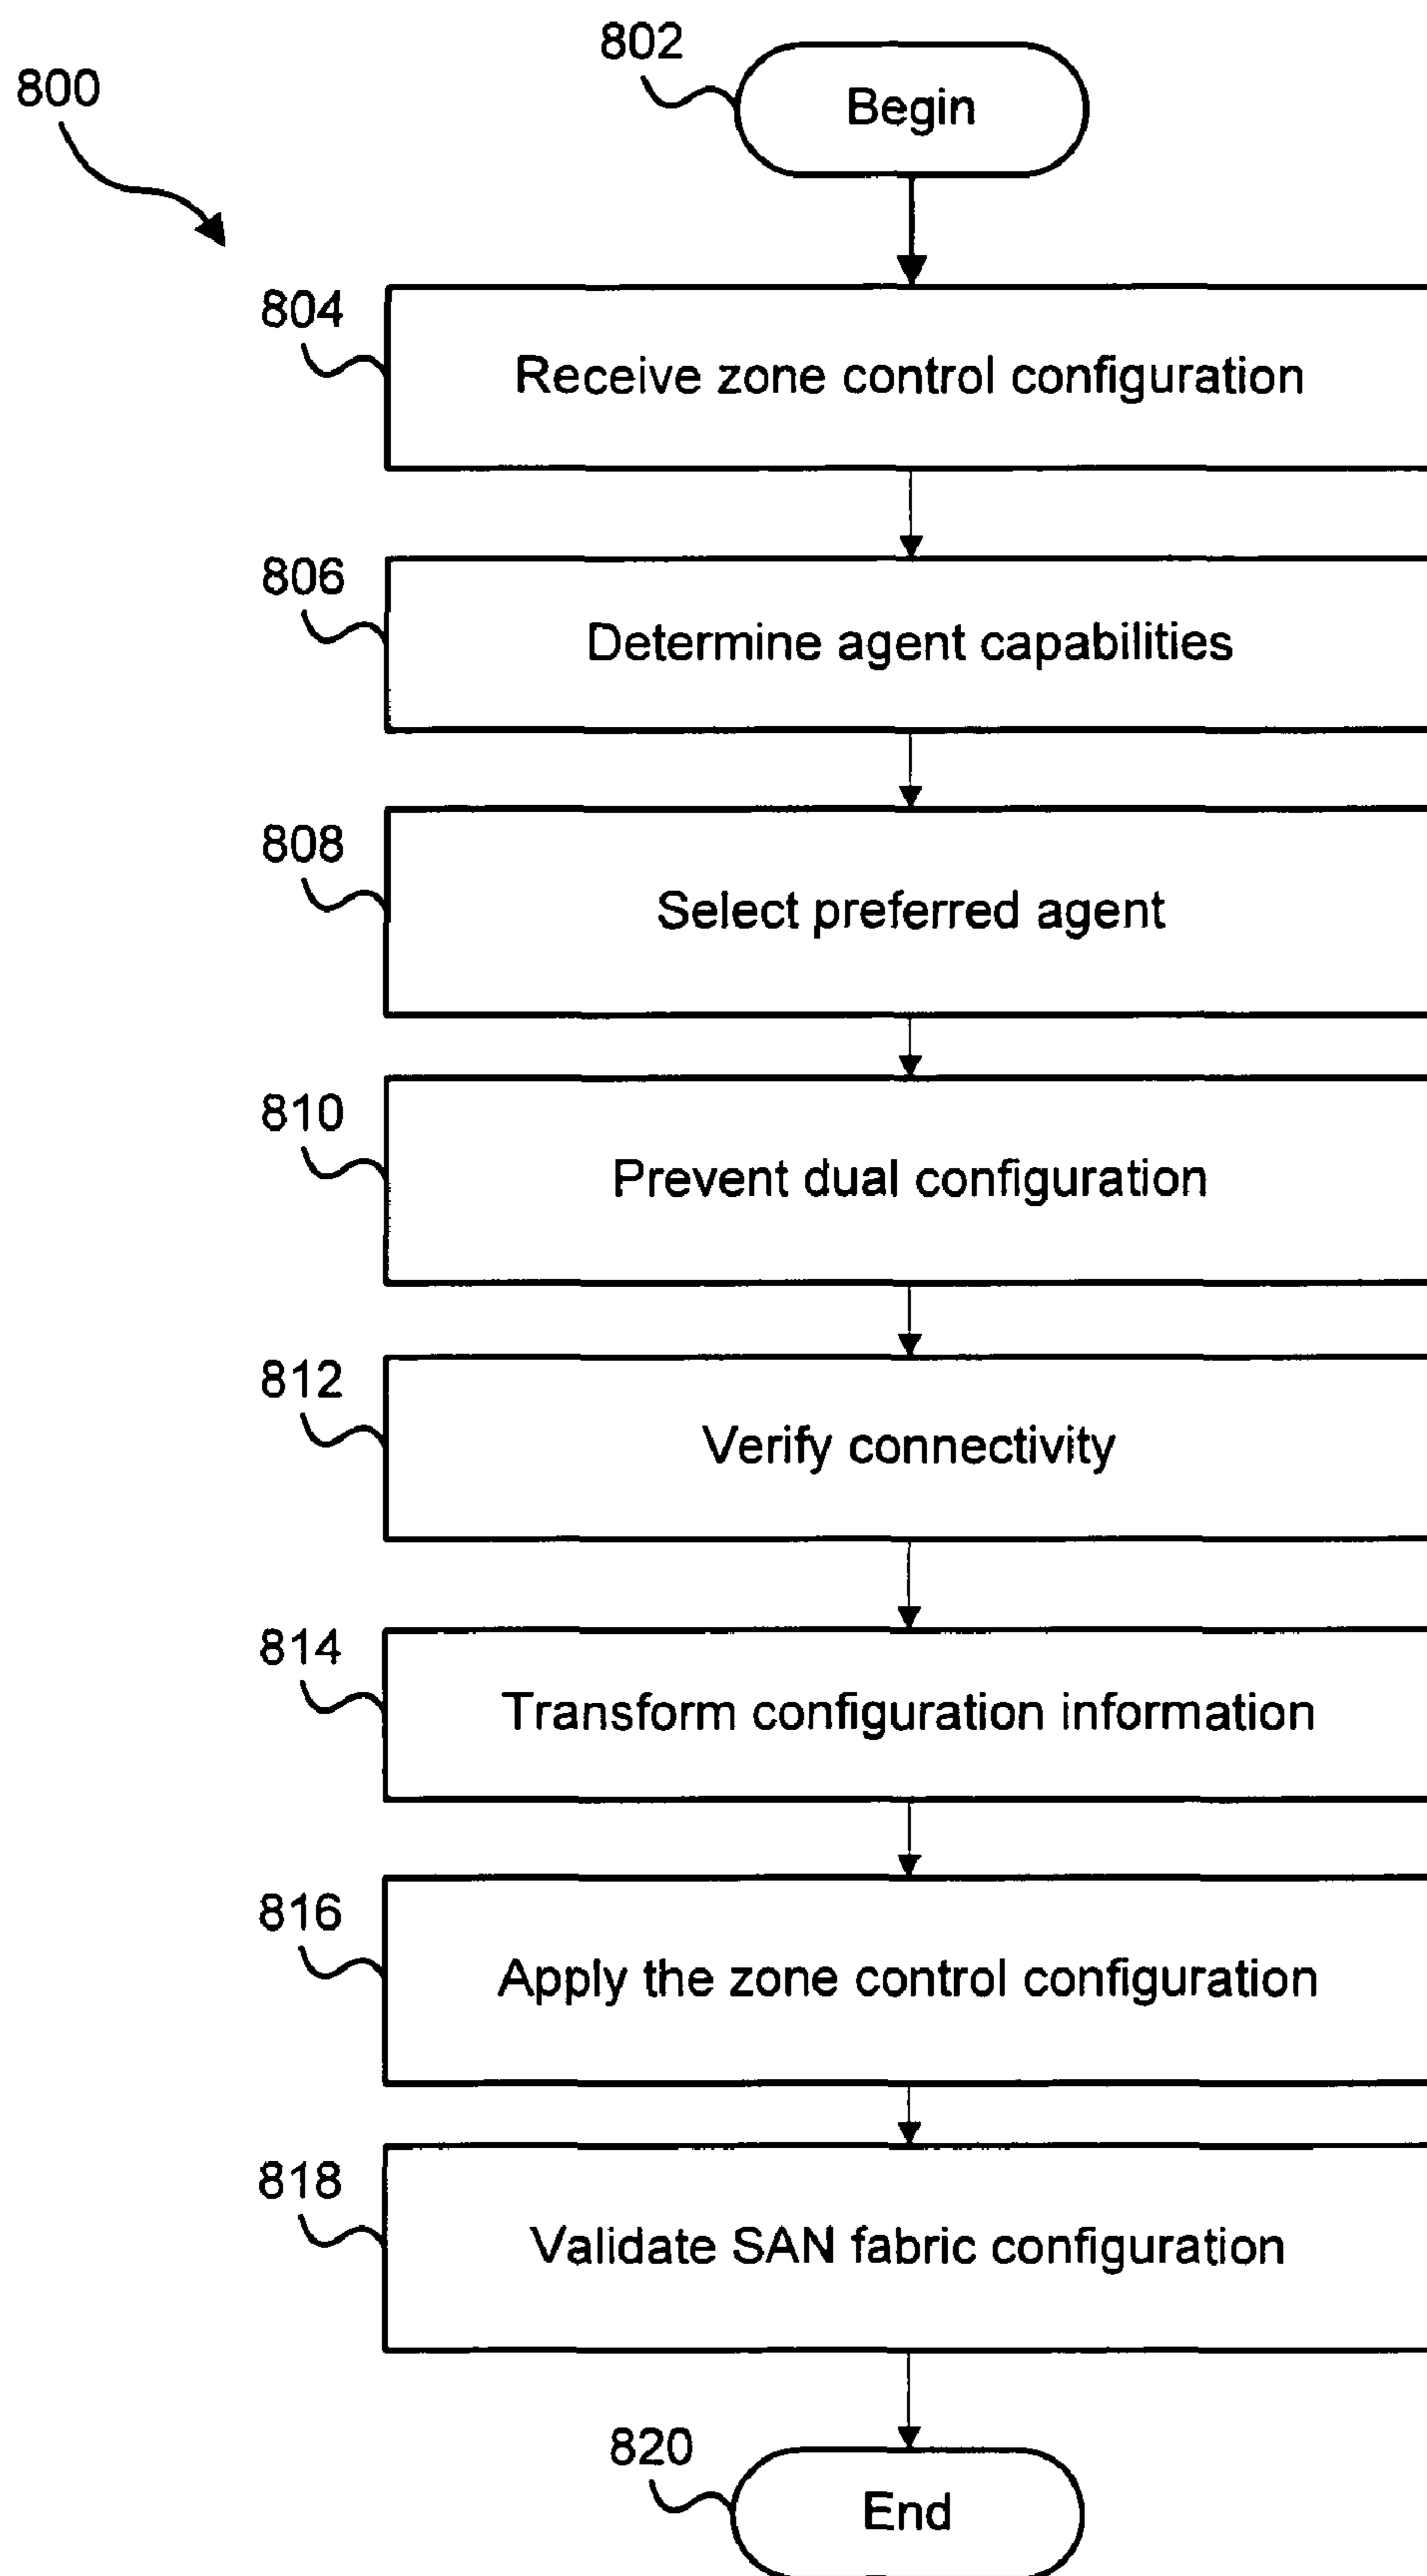 802
Begin
800
804
Receive zone control configuration
806
Determine agent capabilities
808
Select preferred agent
810
Prevent dual configuration
812
Verify connectivity
814
Transform configuration information
816
Apply the zone control configuration
818
Validate SAN fabric configuration
820
End